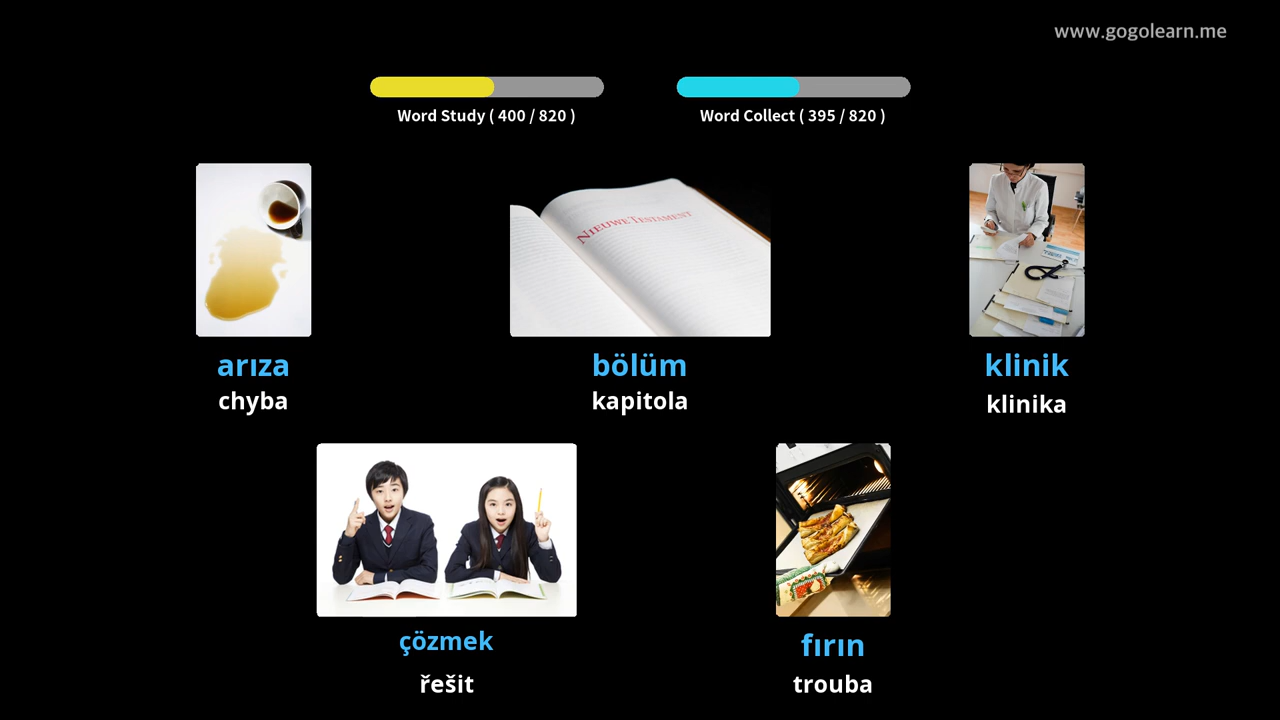 www.gogolearn.me
Word Study ( 400 / 820 )
Word Collect ( 395 / 820 )
NIEUWE TESTAMENT
arıza
chyba
bölüm
kapitola
klinik
klinika
çözmek
řešit
fırın
trouba